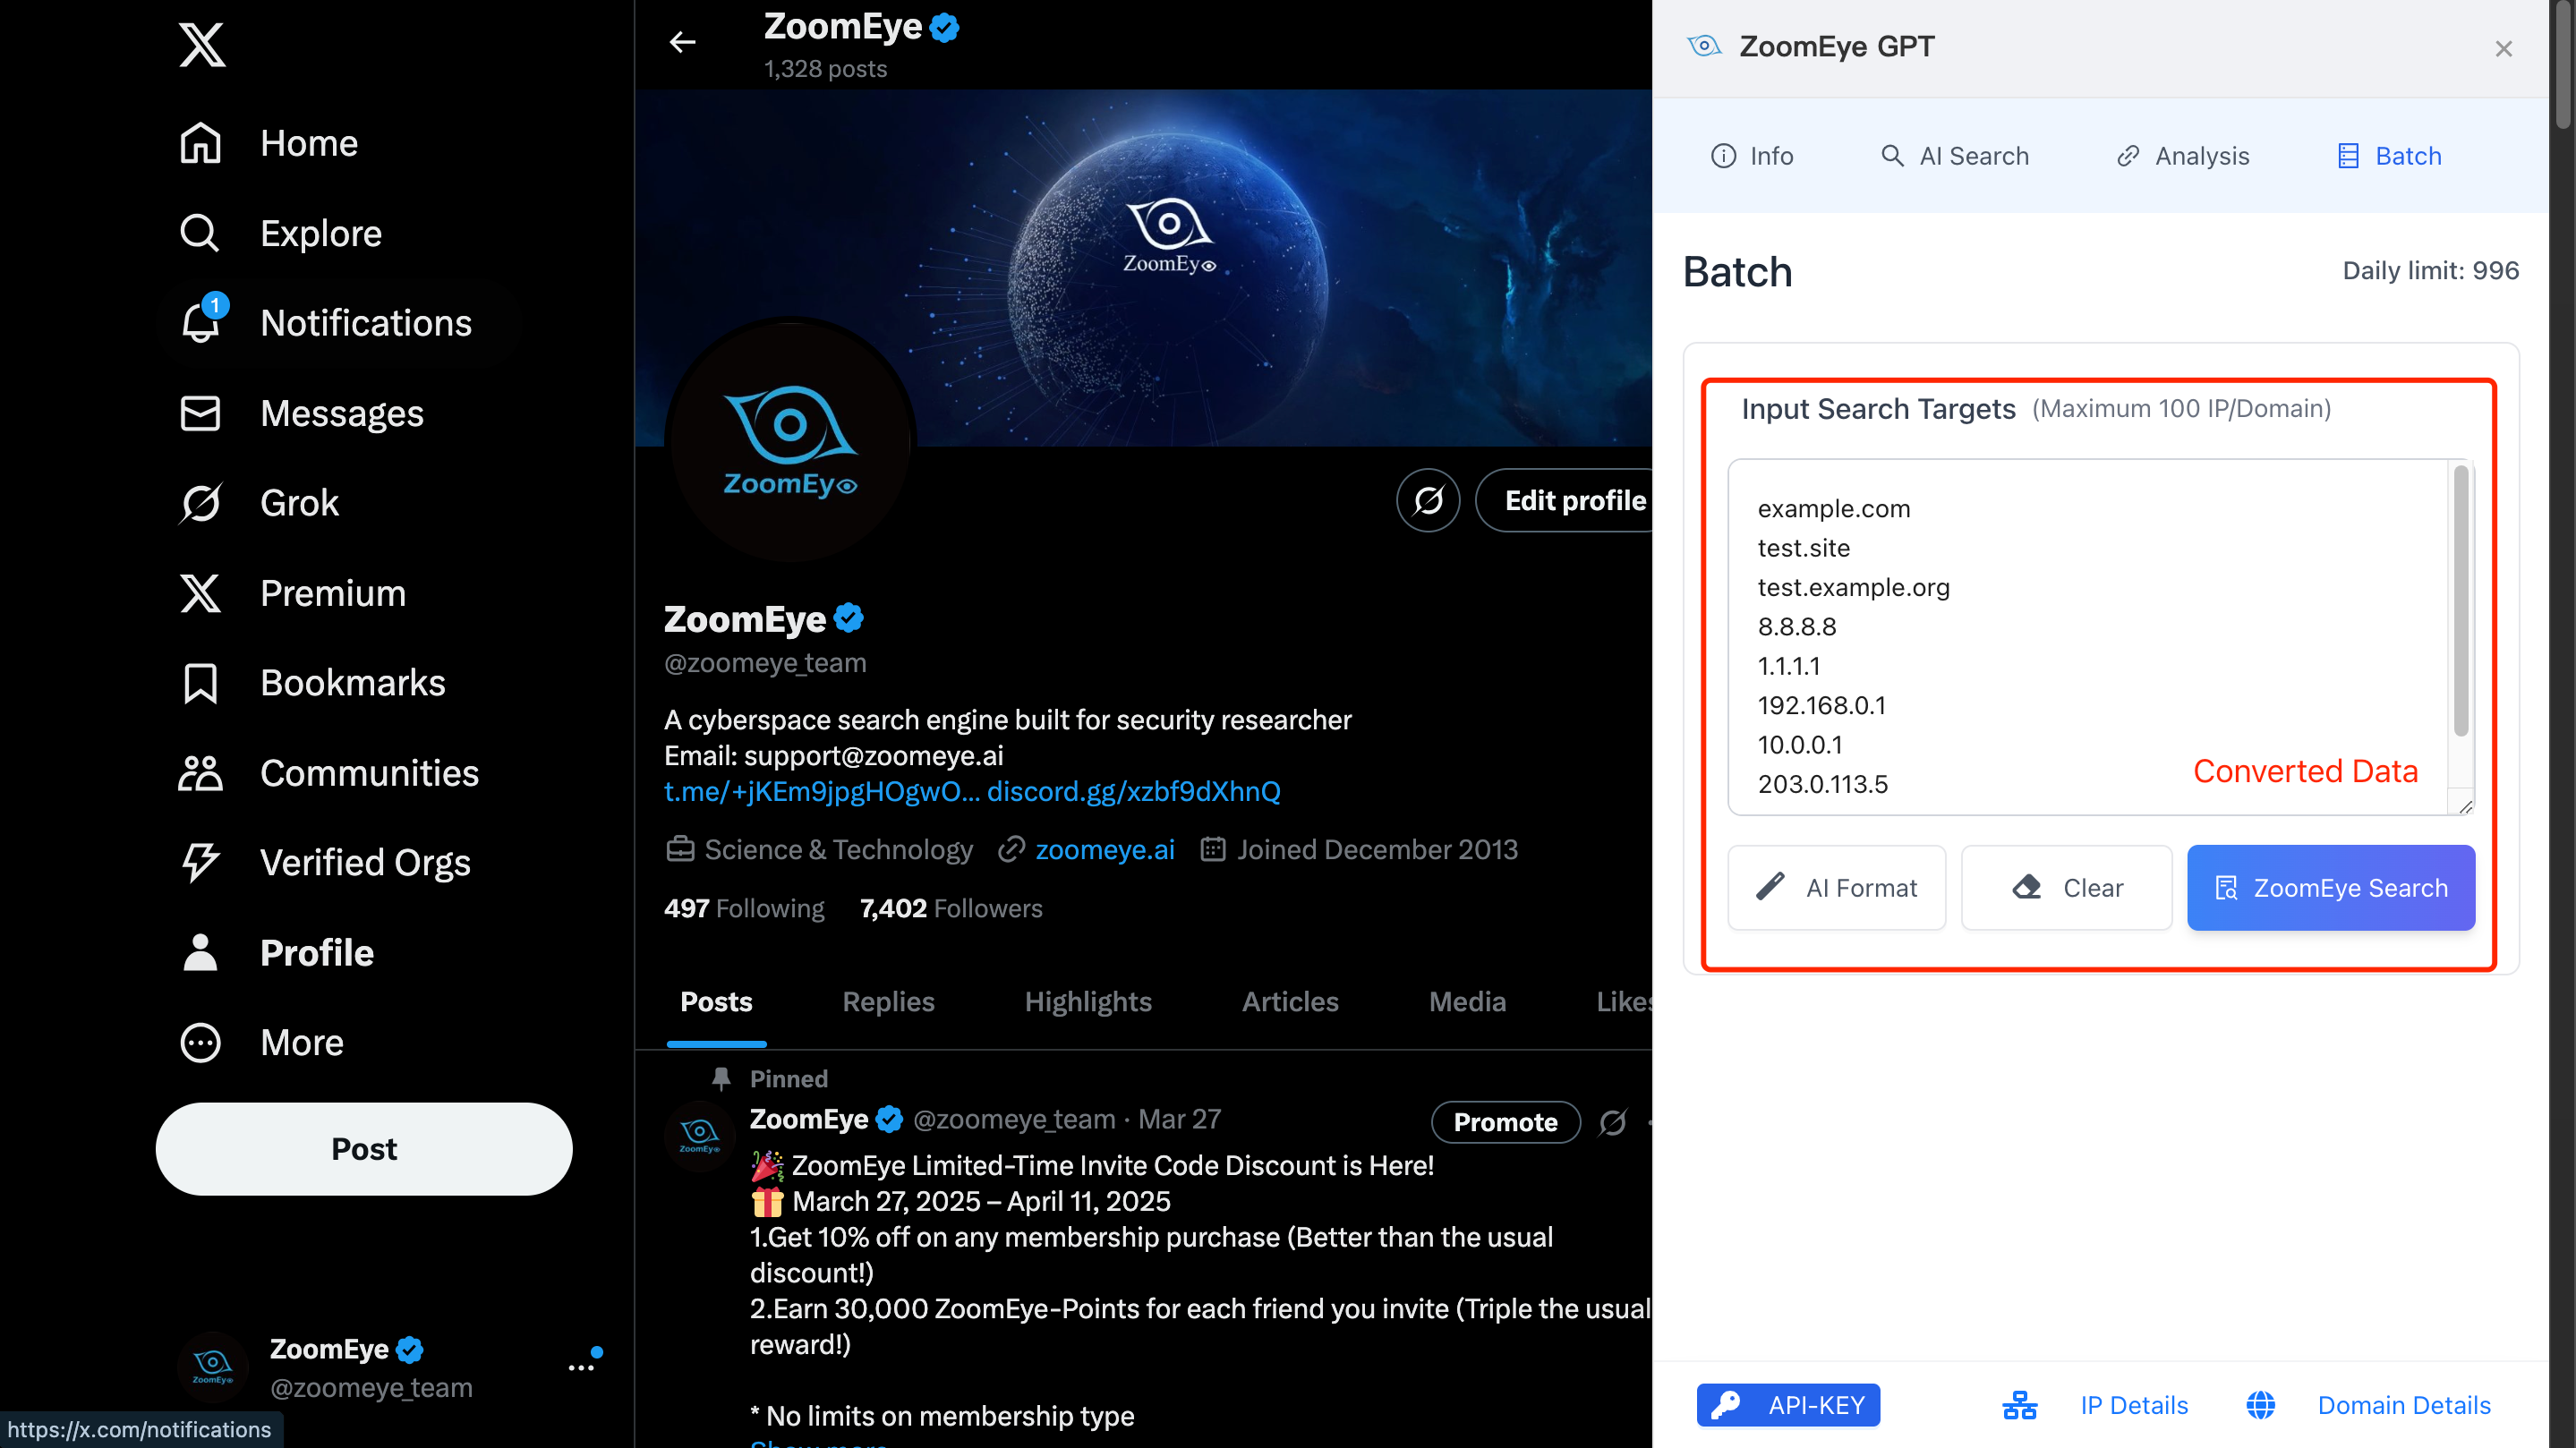 Home
Explore
1
Notifications
Messages
Grok
Premium
Bookmarks
Communities
Verified Orgs
Profile
More
Post
ZoomEye
@zoomeye_team
https://x.com/notifications
ZoomEye
1,328 posts
ZoomEye
ZoomEye
Edit profile
ZoomEye
@zoomeye_team
A cyberspace search engine built for security researcher
Email: support@zoomeye.ai
t.me/+jKEm9jpgHOgwO... discord.gg/xzbf9dXhnQ
Science & Technology zoomeye.ai Joined December 2013
497 Following 7,402 Followers
Posts Replies Highlights Articles Media Likes
Pinned
ZoomEye @zoomeye_team · Mar 27 Promote
ZoomEye
🎉 ZoomEye Limited-Time Invite Code Discount is Here!
🎁 March 27, 2025 – April 11, 2025
1.Get 10% off on any membership purchase (Better than the usual
discount!)
2.Earn 30,000 ZoomEye-Points for each friend you invite (Triple the usual
reward!)
* No limits on membership type
Show more
ZoomEye GPT
Info AI Search Analysis Batch
Batch Daily limit: 996
Input Search Targets (Maximum 100 IP/Domain)
example.com
test.site
test.example.org
8.8.8.8
1.1.1.1
192.168.0.1
10.0.0.1
203.0.113.5
Converted Data
AI Format Clear ZoomEye Search
API-KEY IP Details Domain Details
ZoomEye